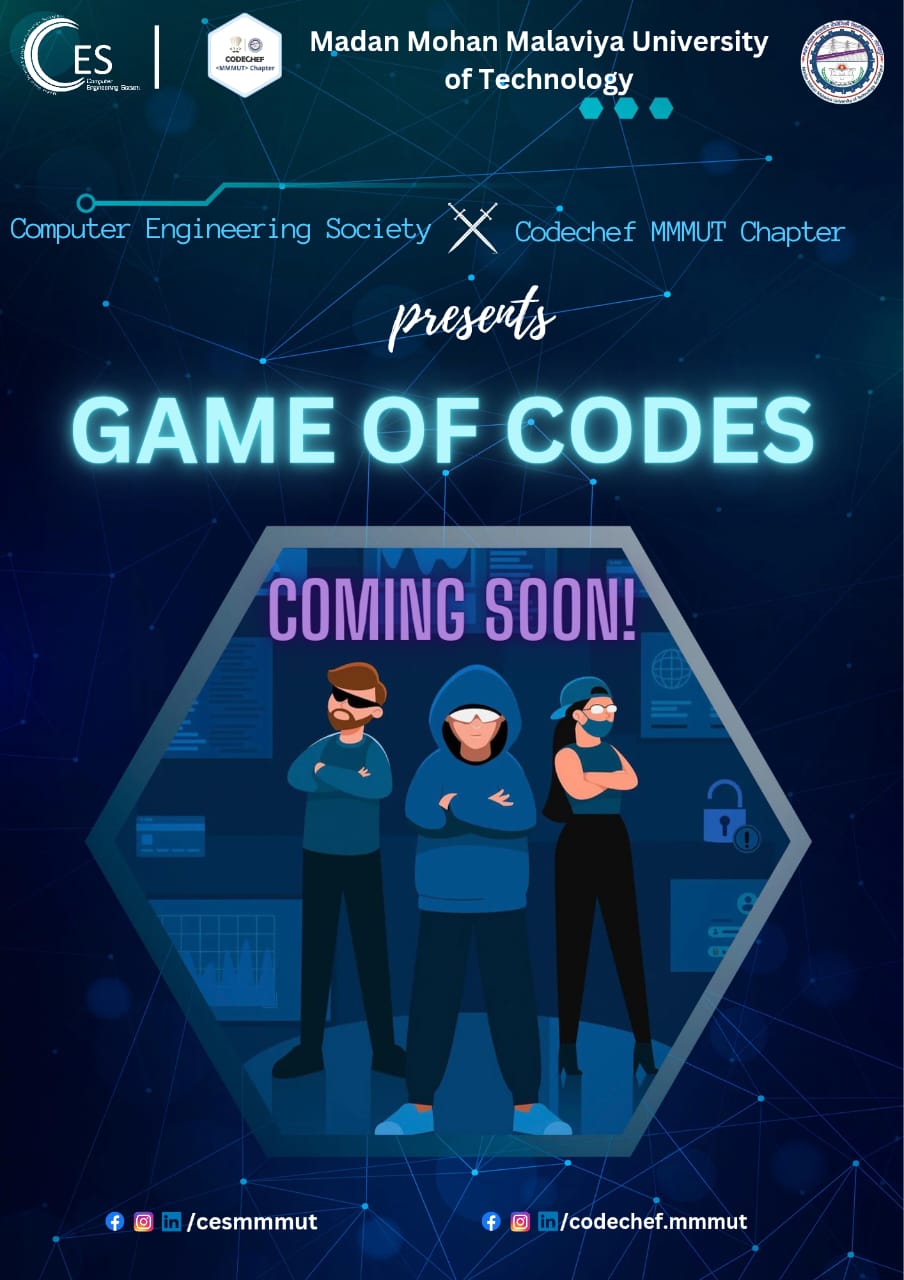 CES
Computer
Engineering Society.
CODECHEF
<MMMUT> Chapter
Madan Mohan Malaviya University
of Technology
Computer Engineering Society
Codechef MMMUT Chapter
presents
GAME OF CODES
COMING SOON!
/cesmmmut
/codechef.mmmut